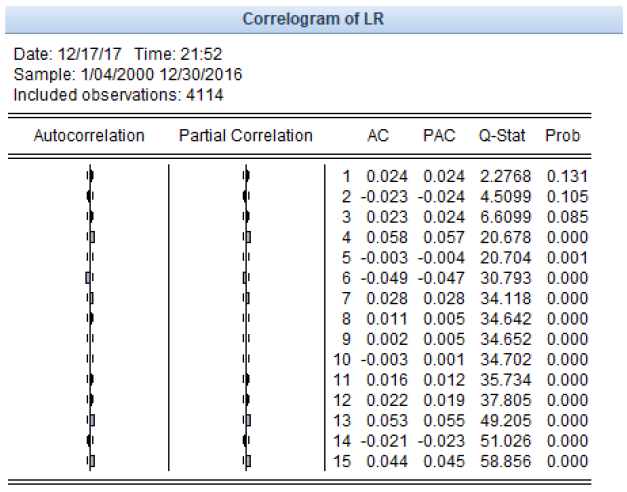 Correlogram of LR
Date: 12/17/17 Time: 21:52
Sample: 1/04/2000 12/30/2016
Included observations: 4114
Autocorrelation Partial Correlation AC PAC Q-Stat Prob
1 0.024 0.024 2.2768 0.131
2 -0.023 -0.024 4.5099 0.105
3 0.023 0.024 6.6099 0.085
4 0.058 0.057 20.678 0.000
5 -0.003 -0.004 20.704 0.001
6 -0.049 -0.047 30.793 0.000
7 0.028 0.028 34.118 0.000
8 0.011 0.005 34.642 0.000
9 0.002 0.005 34.652 0.000
10 -0.003 0.001 34.702 0.000
11 0.016 0.012 35.734 0.000
12 0.022 0.019 37.805 0.000
13 0.053 0.055 49.205 0.000
14 -0.021 -0.023 51.026 0.000
15 0.044 0.045 58.856 0.000